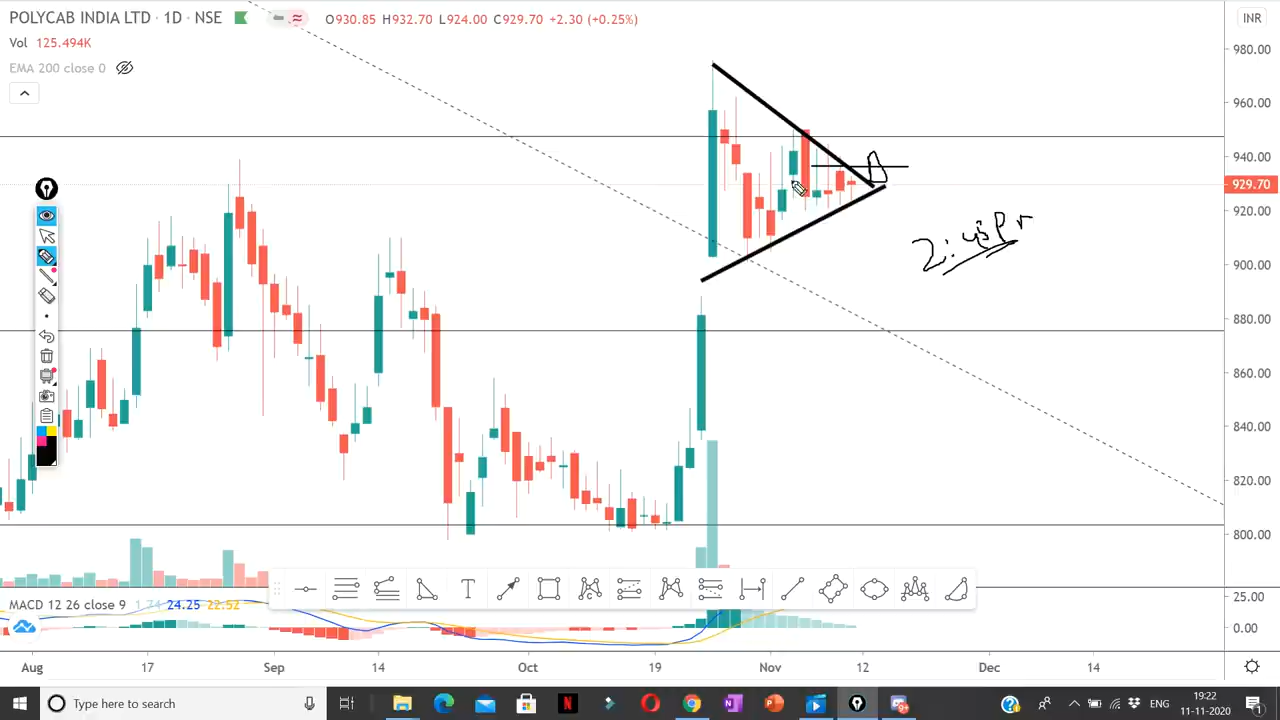 POLYCAB INDIA LTD · 1D · NSE
O930.85 H932.70 L924.00 C929.70 +2.30 (+0.25%)
INR
Vol 125.494K
EMA 200 close 0
980.00
960.00
940.00
929.70
920.00
900.00
880.00
860.00
840.00
820.00
800.00
2:45P
T
MACD 12 26 close 9 1.74 24.25 22.52
25.00
0.00
Aug 17 Sep 14 Oct 19 Nov 12 Dec 14
Type here to search
ENG
19:22
11-11-2020